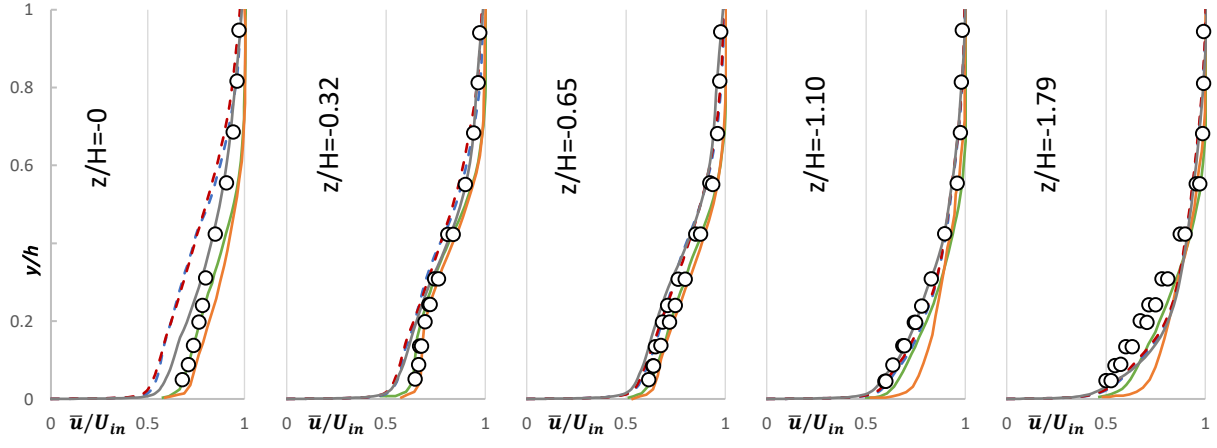 1
0.8
0.6
0.4
0.2
0
y/h
z/H=-0
z/H=-0.32
z/H=-0.65
z/H=-1.10
z/H=-1.79
0 u̅/U_in 0.5 1
0 u̅/U_in 0.5 1
0 u̅/U_in 0.5 1
0 u̅/U_in 0.5 1
0 u̅/U_in 0.5 1